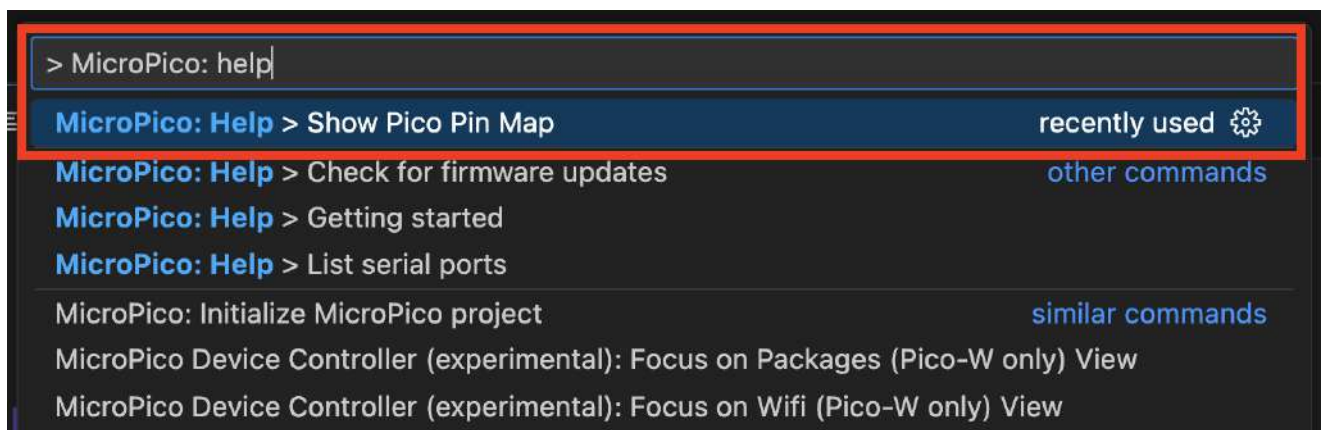 > MicroPico: help
MicroPico: Help > Show Pico Pin Map recently used
MicroPico: Help > Check for firmware updates other commands
MicroPico: Help > Getting started
MicroPico: Help > List serial ports
MicroPico: Initialize MicroPico project similar commands
MicroPico Device Controller (experimental): Focus on Packages (Pico-W only) View
MicroPico Device Controller (experimental): Focus on Wifi (Pico-W only) View